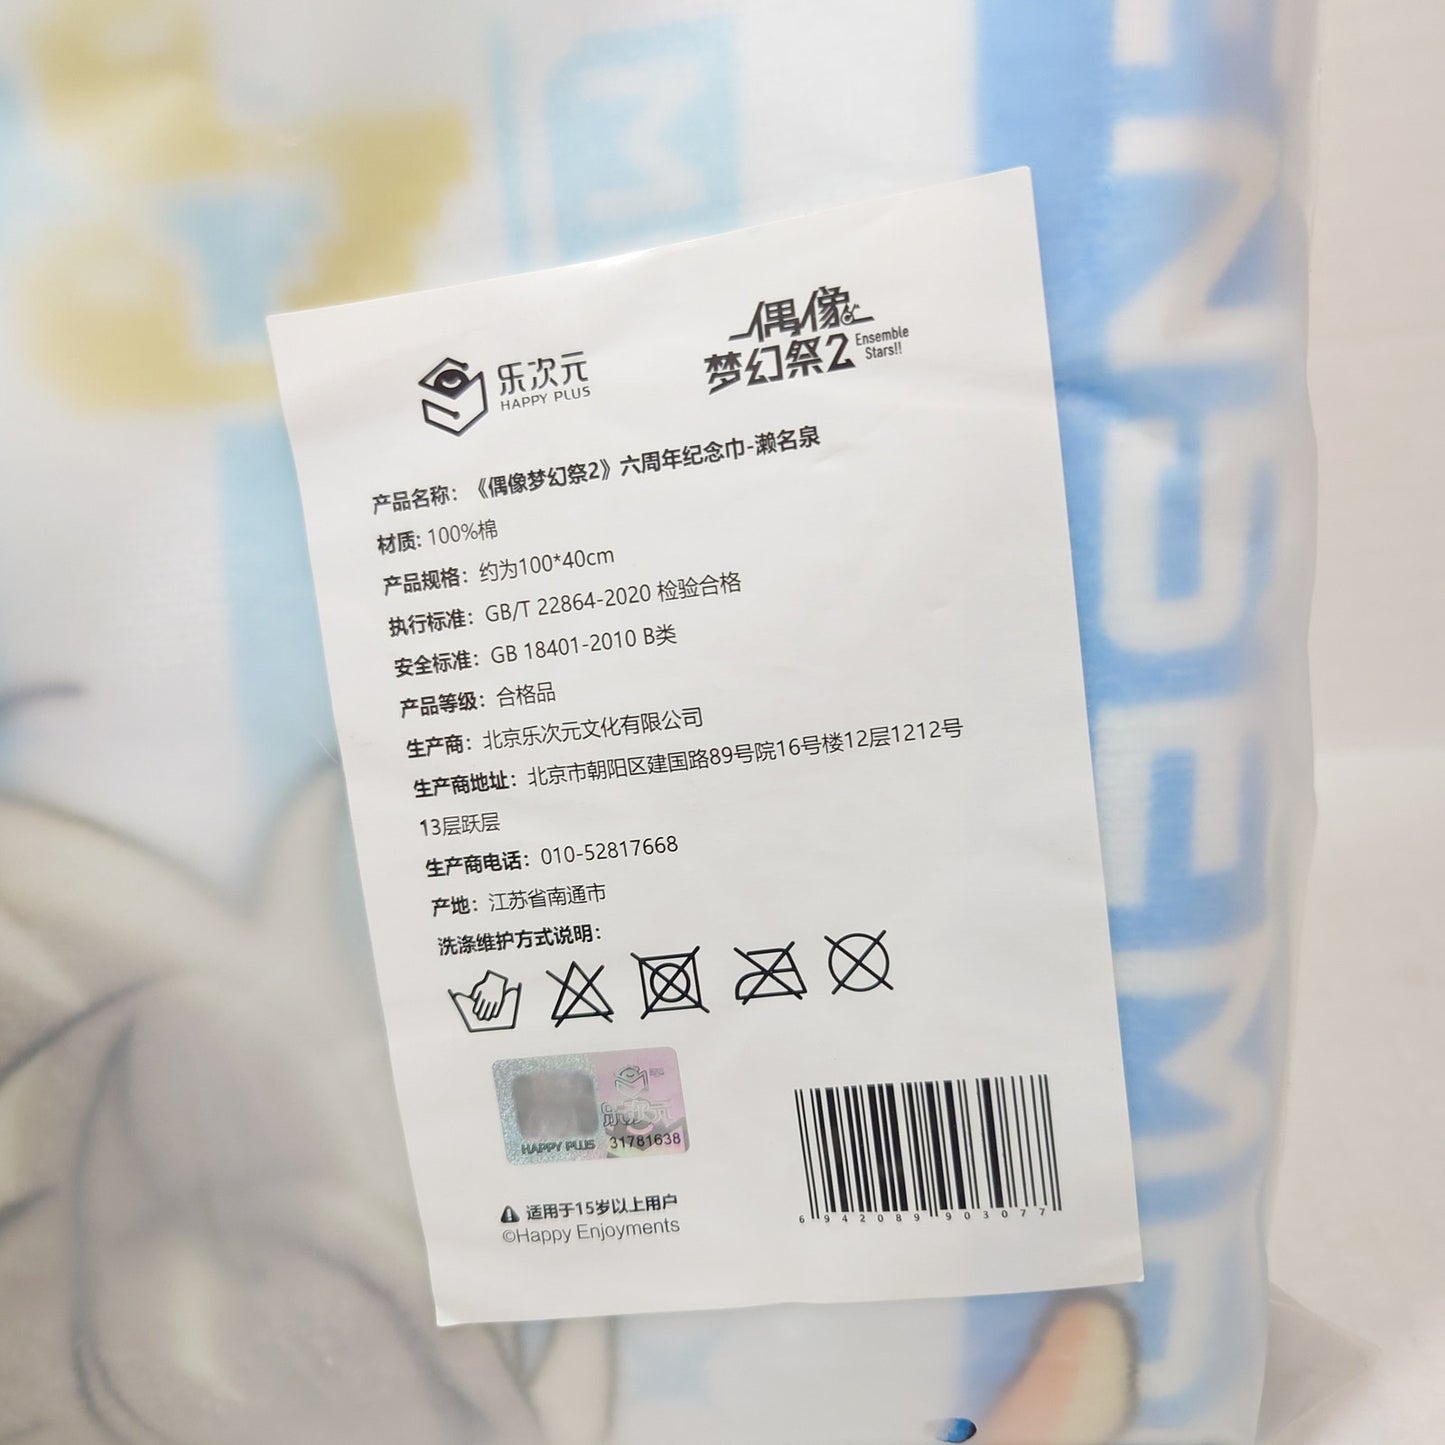 乐次元
HAPPY PLUS
偶像
梦幻祭2
Ensemble
Stars!!
产品名称：《偶像梦幻祭2》六周年纪念巾-濑名泉
材质: 100%棉
产品规格：约为100*40cm
执行标准：GB/T 22864-2020 检验合格
安全标准：GB 18401-2010 B类
产品等级：合格品
生产商：北京乐次元文化有限公司
生产商地址：北京市朝阳区建国路89号院16号楼12层1212号
13层跃层
生产商电话：010-52817668
产地：江苏省南通市
洗涤维护方式说明：
乐次元
HAPPY PLUS
31781638
适用于15岁以上用户
©Happy Enjoyments
6942089903077